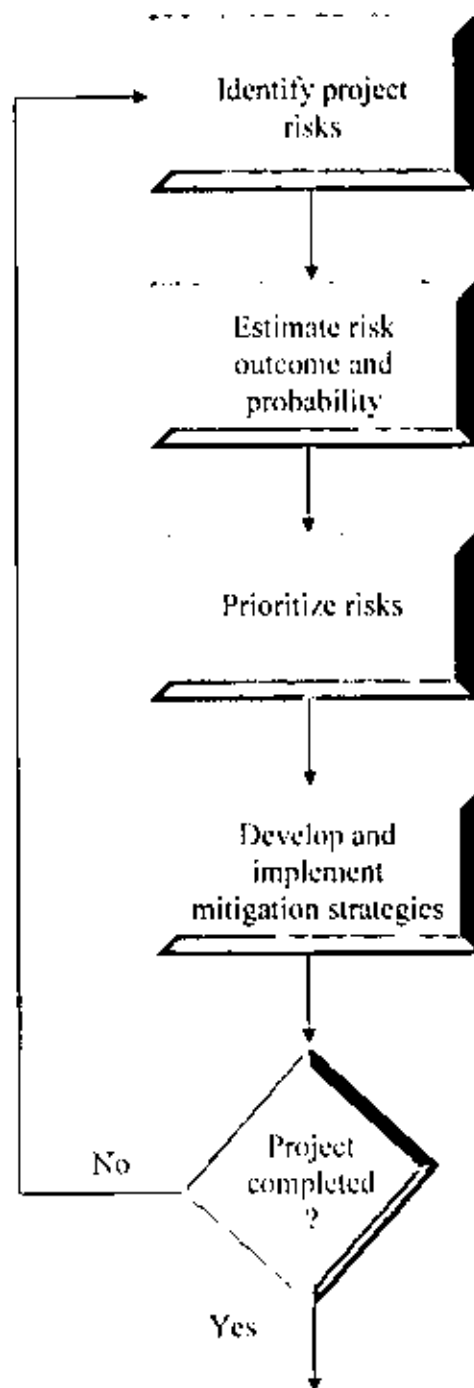 Identify project
risks
Estimate risk
outcome and
probability
Prioritize risks
Develop and
implement
mitigation strategies
Project
completed
?
No
Yes